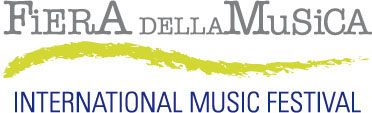 FiERA DELLA MUSiCA
INTERNATIONAL MUSIC FESTIVAL